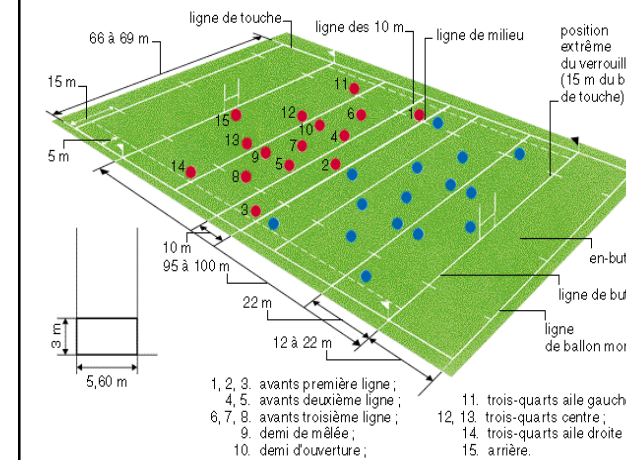 ligne de touche
ligne des 10 m
ligne de milieu
66 à 69 m
position
extrême
du verrouill
(15 m du b
de touche)
15 m
5 m
11
12
10
6
1
15
13
7
4
9
5
2
14
8
3
10 m
95 à 100 m
22 m
12 à 22 m
en-but
ligne de but
ligne
de ballon mor
3 m
5,60 m
1, 2, 3. avants première ligne ;
4, 5. avants deuxième ligne ;
6, 7, 8. avants troisième ligne ;
9. demi de mêlée ;
10. demi d'ouverture ;
11. trois-quarts aile gauche
12, 13. trois-quarts centre ;
14. trois-quarts aile droite
15. arrière.